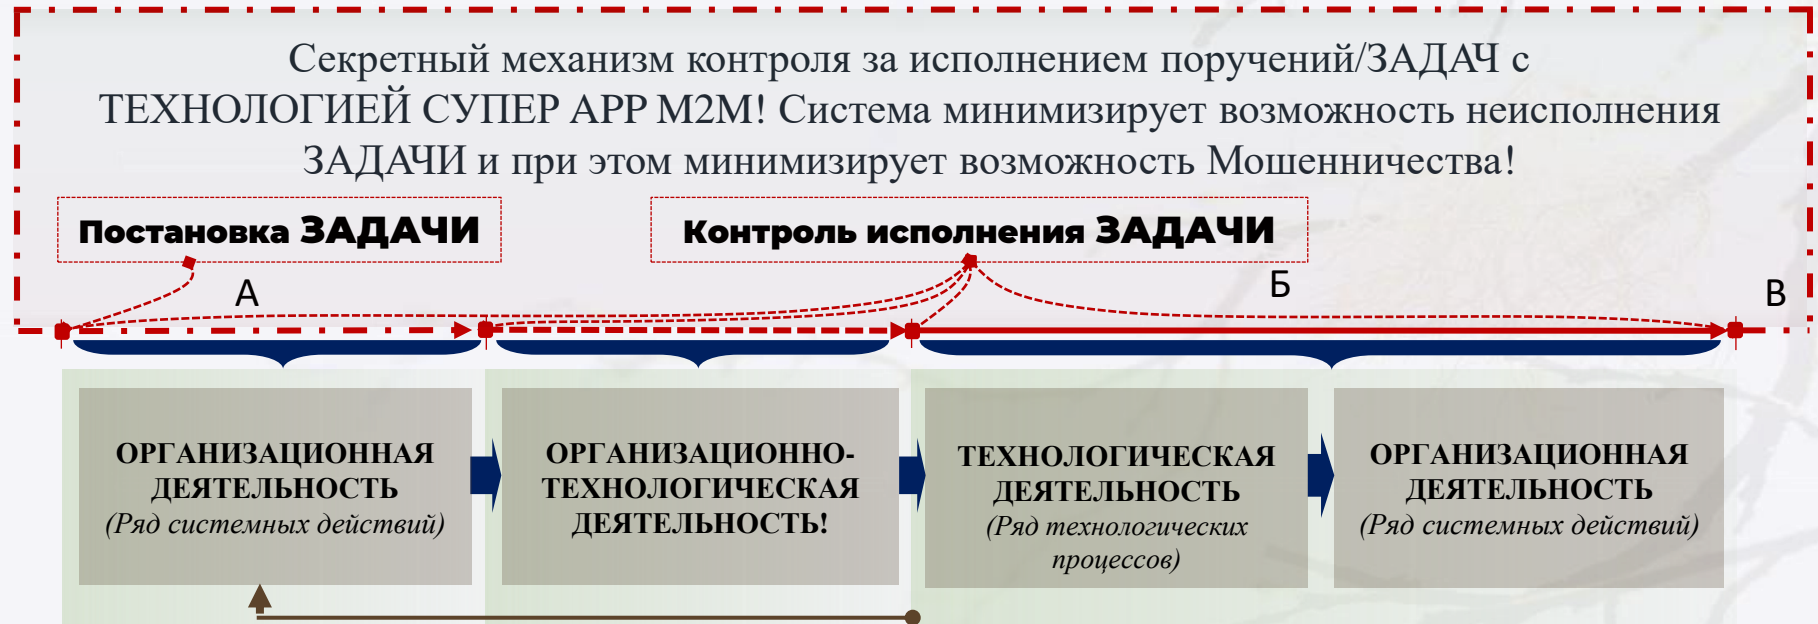 Секретный механизм контроля за исполнением поручений/ЗАДАЧ с
ТЕХНОЛОГИЕЙ СУПЕР APP M2M! Система минимизирует возможность неисполнения
ЗАДАЧИ и при этом минимизирует возможность Мошенничества!
Постановка ЗАДАЧИ
Контроль исполнения ЗАДАЧИ
А
Б
В
ОРГАНИЗАЦИОННАЯ
ДЕЯТЕЛЬНОСТЬ
(Ряд системных действий)
ОРГАНИЗАЦИОННО-
ТЕХНОЛОГИЧЕСКАЯ
ДЕЯТЕЛЬНОСТЬ!
ТЕХНОЛОГИЧЕСКАЯ
ДЕЯТЕЛЬНОСТЬ
(Ряд технологических
процессов)
ОРГАНИЗАЦИОННАЯ
ДЕЯТЕЛЬНОСТЬ
(Ряд системных действий)